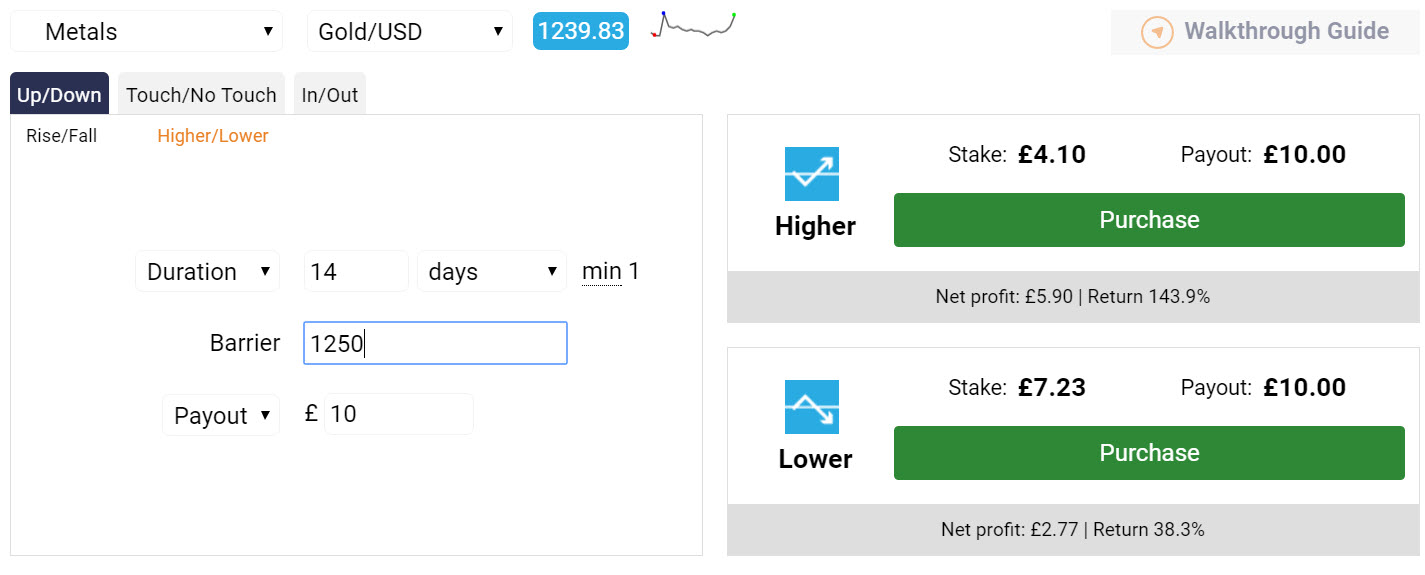 Metals Gold/USD 1239.83 Walkthrough Guide
Up/Down Touch/No Touch In/Out
Rise/Fall Higher/Lower
Duration 14 days min 1
Barrier 1250
Payout £ 10
Higher
Stake: £4.10 Payout: £10.00
Purchase
Net profit: £5.90 | Return 143.9%
Lower
Stake: £7.23 Payout: £10.00
Purchase
Net profit: £2.77 | Return 38.3%